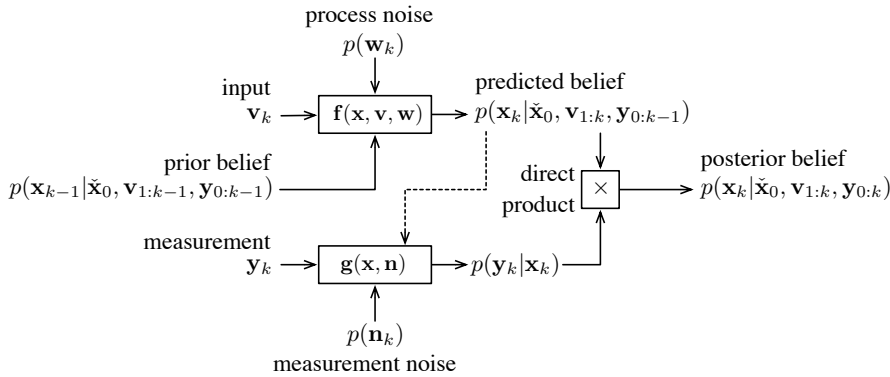 process noise
p(w_k)
input
v_k
f(x, v, w)
predicted belief
p(x_k|x̌_0, v_{1:k}, y_{0:k−1})
prior belief
p(x_{k−1}|x̌_0, v_{1:k−1}, y_{0:k−1})
direct
product
×
posterior belief
p(x_k|x̌_0, v_{1:k}, y_{0:k})
measurement
y_k
g(x, n)
p(y_k|x_k)
p(n_k)
measurement noise